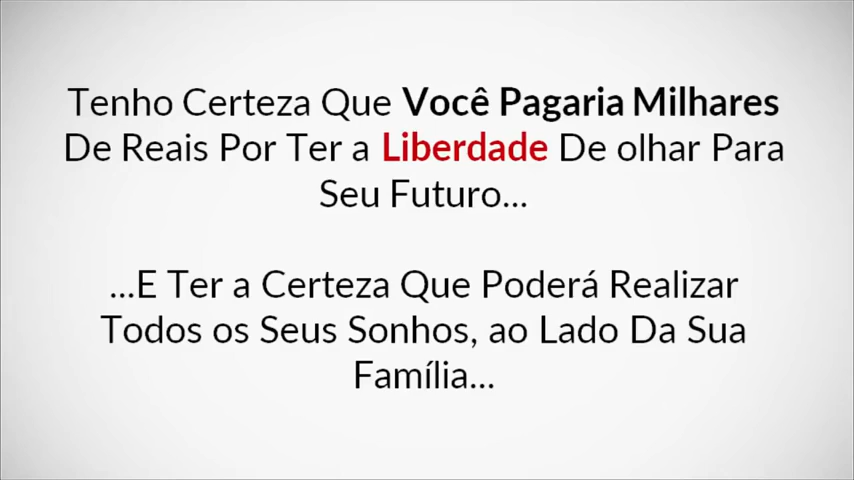 Tenho Certeza Que Você Pagaria Milhares
De Reais Por Ter a Liberdade De olhar Para
Seu Futuro...
...E Ter a Certeza Que Poderá Realizar
Todos os Seus Sonhos, ao Lado Da Sua
Família...